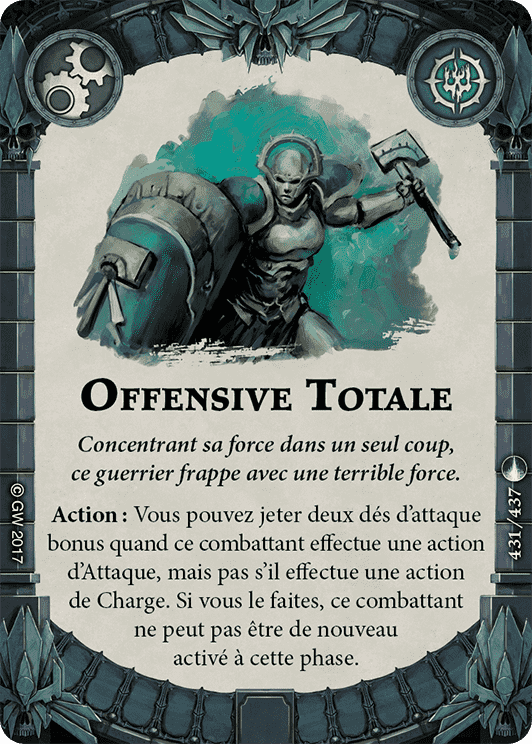 Offensive Totale
Concentrant sa force dans un seul coup,
ce guerrier frappe avec une terrible force.
Action : Vous pouvez jeter deux dés d'attaque
bonus quand ce combattant effectue une action
d'Attaque, mais pas s'il effectue une action
de Charge. Si vous le faites, ce combattant
ne peut pas être de nouveau
activé à cette phase.
© GW 2017
431/437